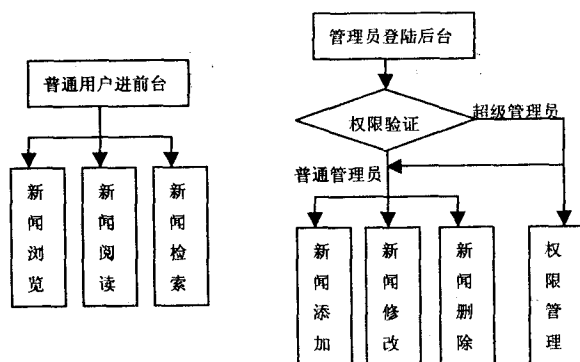 管理员登陆后台
普通用户进前台
超级管理员
权限验证
普通管理员
新闻浏览
新闻阅读
新闻检索
新闻添加
新闻修改
新闻删除
权限管理